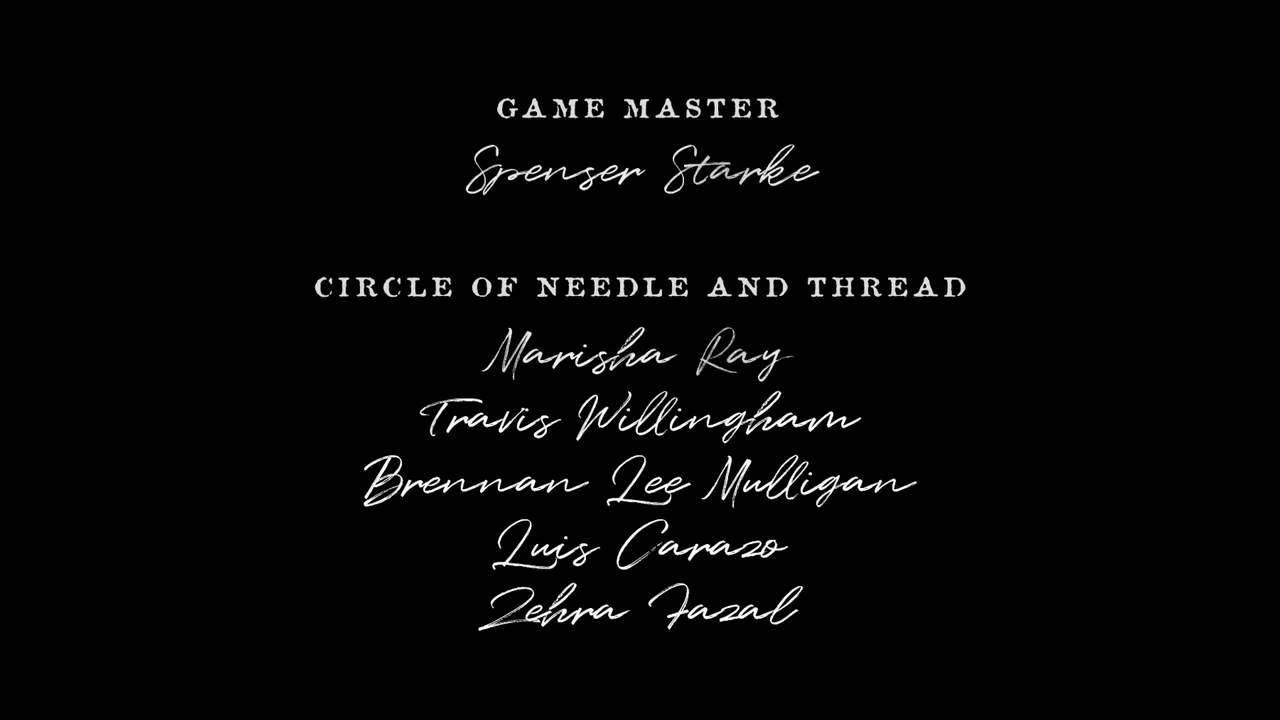 GAME MASTER
Spenser Starke
CIRCLE OF NEEDLE AND THREAD
Marisha Ray
Travis Willingham
Brennan Lee Mulligan
Luis Carazo
Zehra Fazal